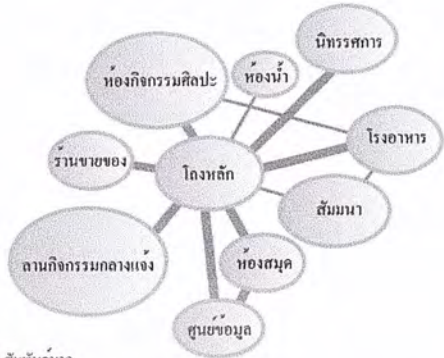 นิทรรศการ
ห้องน้ำ
ห้องกิจกรรมศิลปะ
โรงอาหาร
ร้านขายของ
โถงหลัก
สัมมนา
ลานกิจกรรมกลางแจ้ง
ห้องสมุด
ศูนย์ข้อมูล